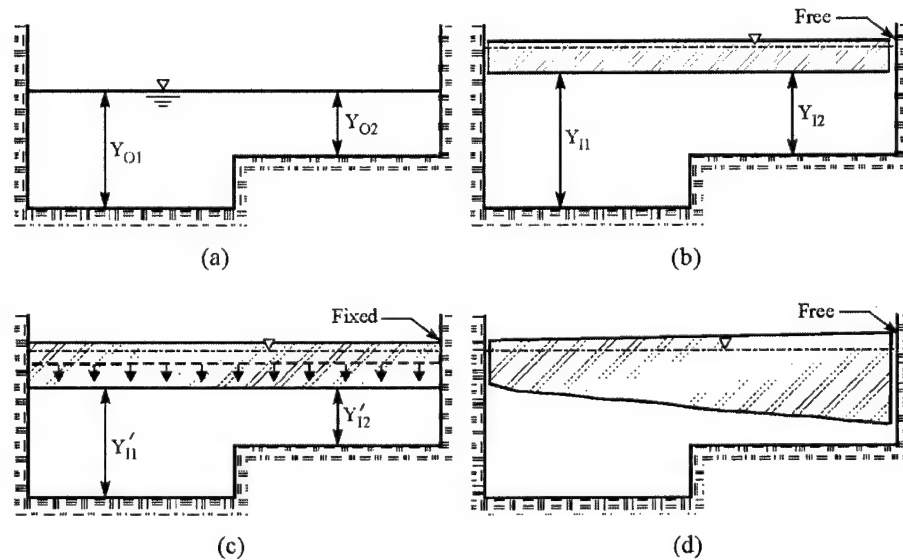 Y_O1
Y_O2
(a)
Free
Y_I1
Y_I2
(b)
Fixed
Y'_I1
Y'_I2
(c)
Free
(d)